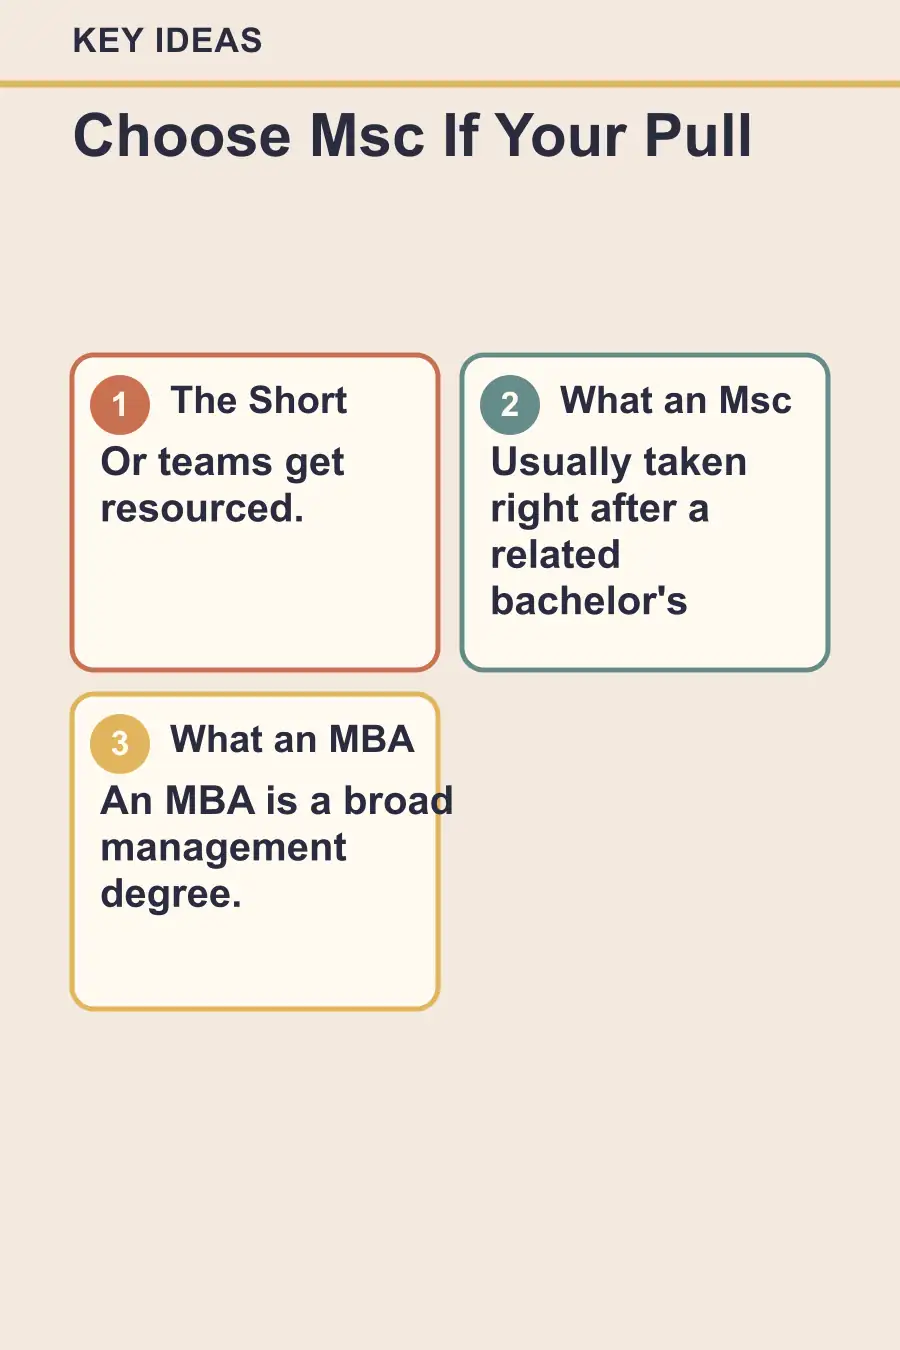 KEY IDEAS
Choose Msc If Your Pull
1 The Short
Or teams get
resourced.
2 What an Msc
Usually taken
right after a
related
bachelor's
3 What an MBA
An MBA is a broad
management
degree.